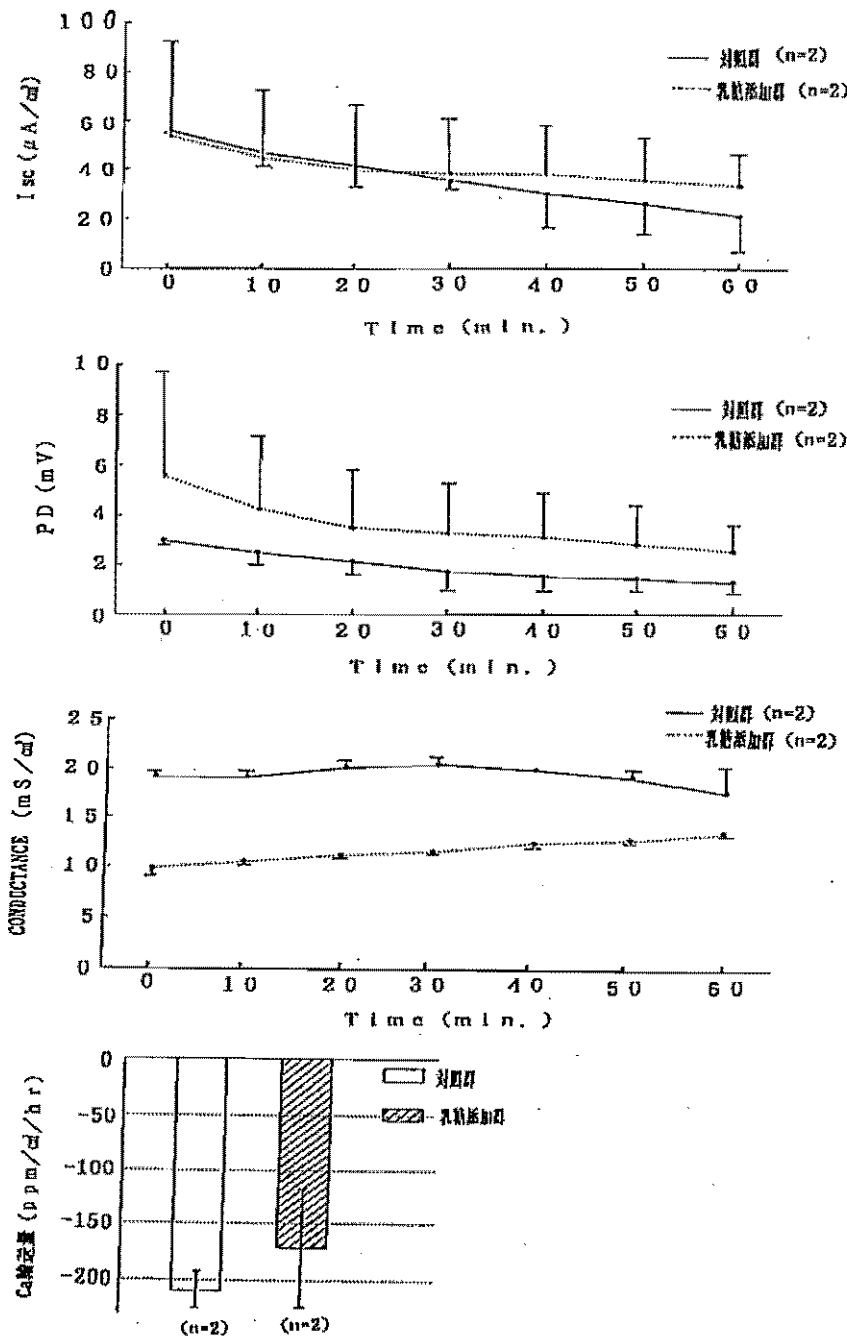 100
80
60
40
20
0
Isc (μA/㎠)
対照群 (n=2)
乳糖添加群 (n=2)
0 10 20 30 40 50 60
Time (min.)
10
8
6
4
2
0
PD (mV)
対照群 (n=2)
乳糖添加群 (n=2)
0 10 20 30 40 50 60
Time (min.)
25
20
15
10
5
0
CONDUCTANCE (mS/㎠)
対照群 (n=2)
乳糖添加群 (n=2)
0 10 20 30 40 50 60
Time (min.)
0
-50
-100
-150
-200
Ca輸送量 (ppm/㎠/hr)
対照群
乳糖添加群
(n=2) (n=2)